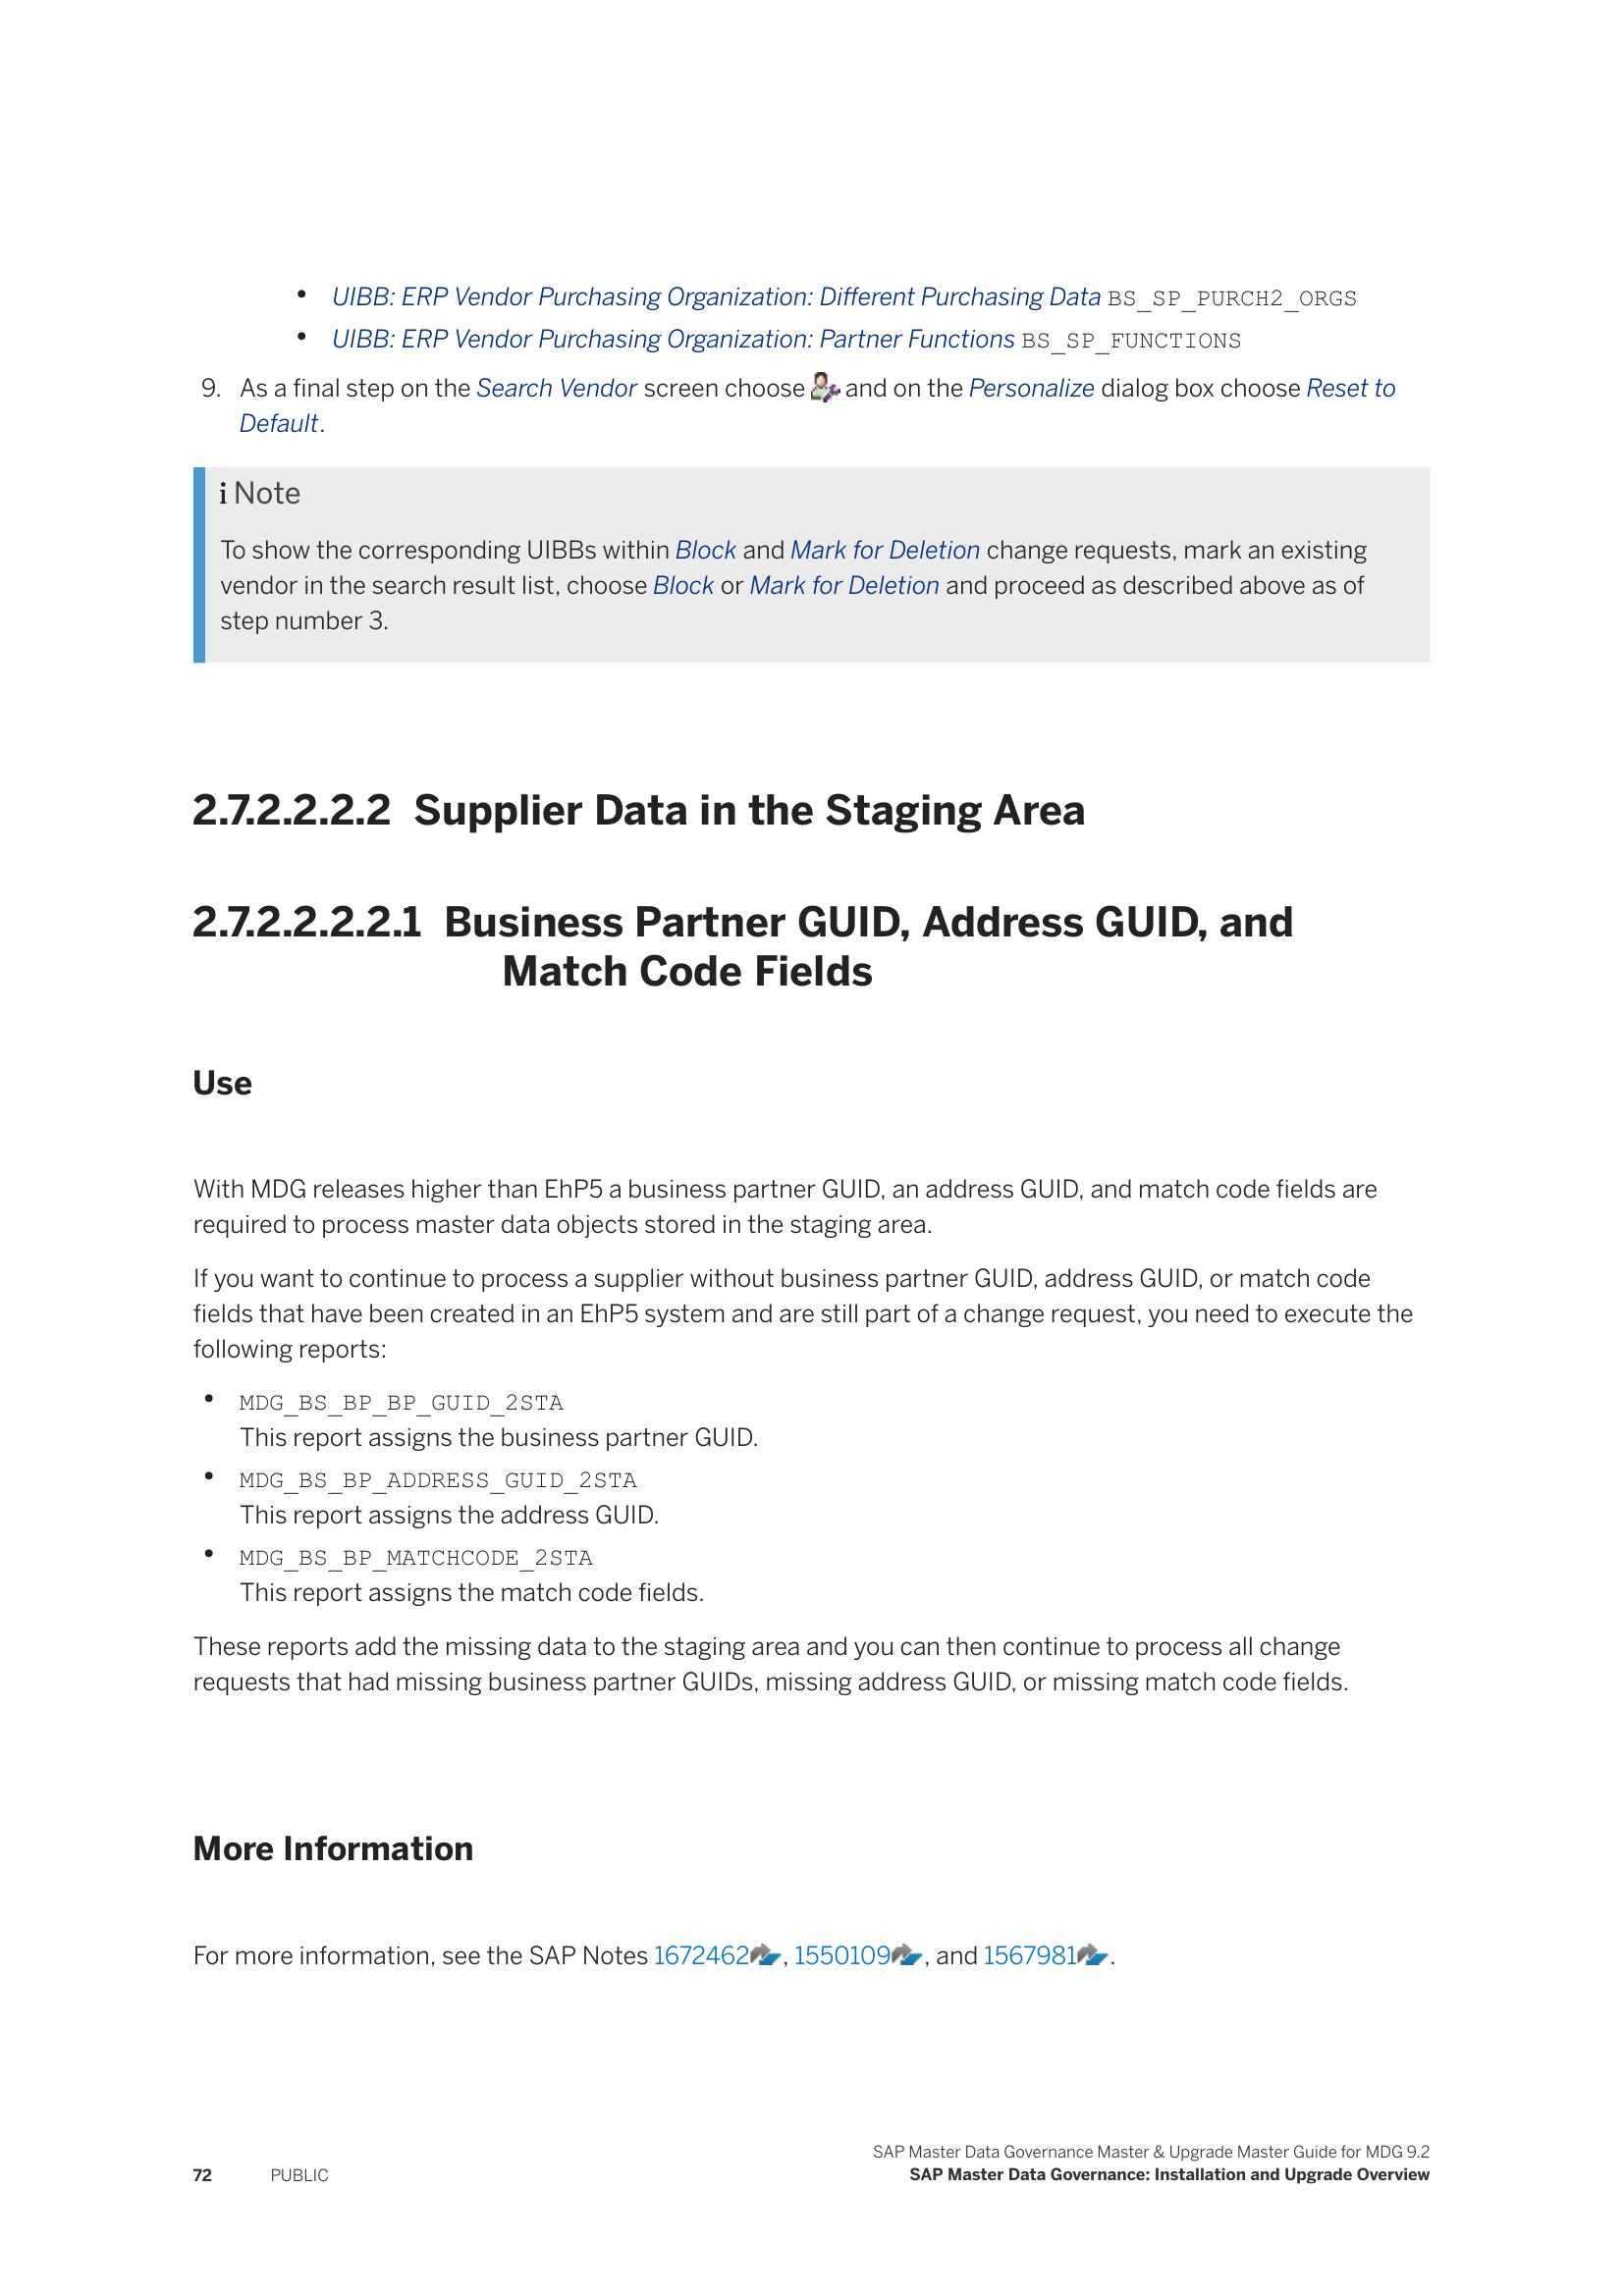 • UIBB: ERP Vendor Purchasing Organization: Different Purchasing Data BS_SP_PURCH2_ORGS
• UIBB: ERP Vendor Purchasing Organization: Partner Functions BS_SP_FUNCTIONS
9. As a final step on the Search Vendor screen choose and on the Personalize dialog box choose Reset to
Default.
i Note
To show the corresponding UIBBs within Block and Mark for Deletion change requests, mark an existing
vendor in the search result list, choose Block or Mark for Deletion and proceed as described above as of
step number 3.
2.7.2.2.2.2 Supplier Data in the Staging Area
2.7.2.2.2.2.1 Business Partner GUID, Address GUID, and
Match Code Fields
Use
With MDG releases higher than EhP5 a business partner GUID, an address GUID, and match code fields are
required to process master data objects stored in the staging area.
If you want to continue to process a supplier without business partner GUID, address GUID, or match code
fields that have been created in an EhP5 system and are still part of a change request, you need to execute the
following reports:
• MDG_BS_BP_BP_GUID_2STA
This report assigns the business partner GUID.
• MDG_BS_BP_ADDRESS_GUID_2STA
This report assigns the address GUID.
• MDG_BS_BP_MATCHCODE_2STA
This report assigns the match code fields.
These reports add the missing data to the staging area and you can then continue to process all change
requests that had missing business partner GUIDs, missing address GUID, or missing match code fields.
More Information
For more information, see the SAP Notes 1672462, 1550109, and 1567981.
SAP Master Data Governance Master & Upgrade Master Guide for MDG 9.2
72 PUBLIC SAP Master Data Governance: Installation and Upgrade Overview